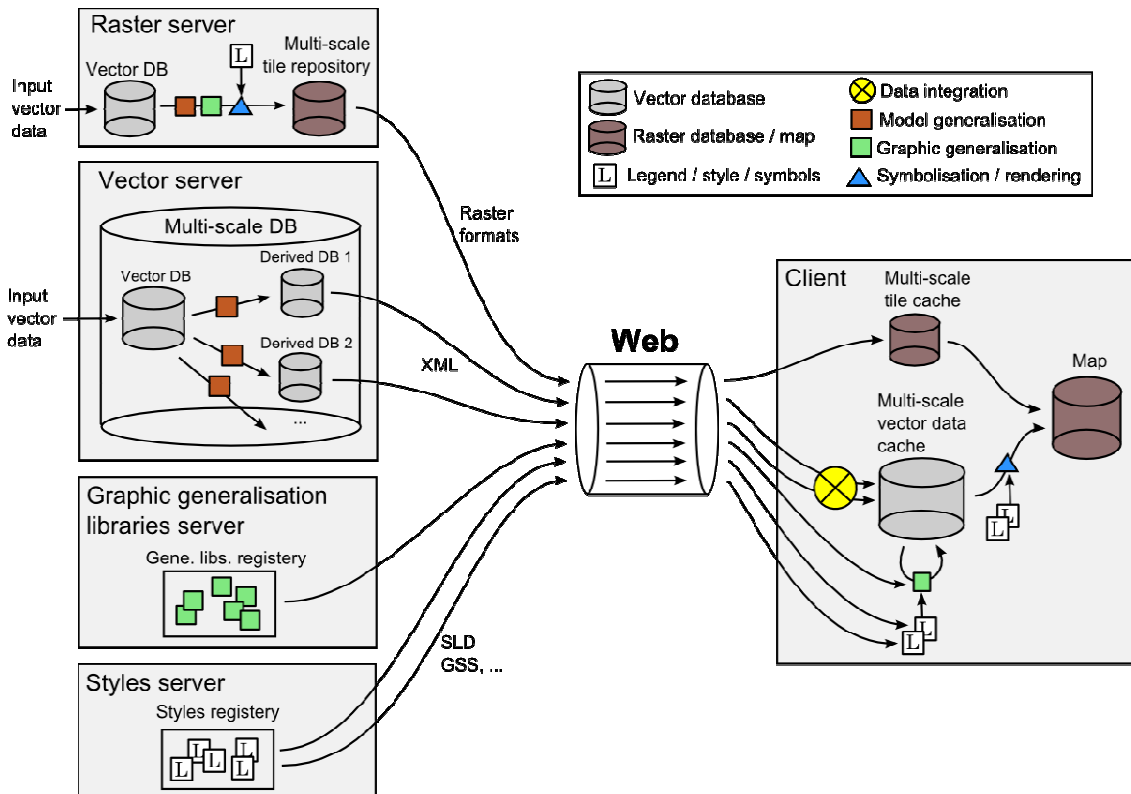 Raster server
Vector DB
L
Multi-scale
tile repository
Input
vector
data
Vector server
Multi-scale DB
Vector DB
Derived DB 1
Derived DB 2
...
Input
vector
data
Graphic generalisation
libraries server
Gene. libs. registery
Styles server
Styles registery
L
L
L
L
L
Raster
formats
XML
SLD
GSS, ...
Web
Vector database
Raster database / map
L
Legend / style / symbols
Data integration
Model generalisation
Graphic generalisation
Symbolisation / rendering
Client
Multi-scale
tile cache
Map
Multi-scale
vector data
cache
L
L
L
L